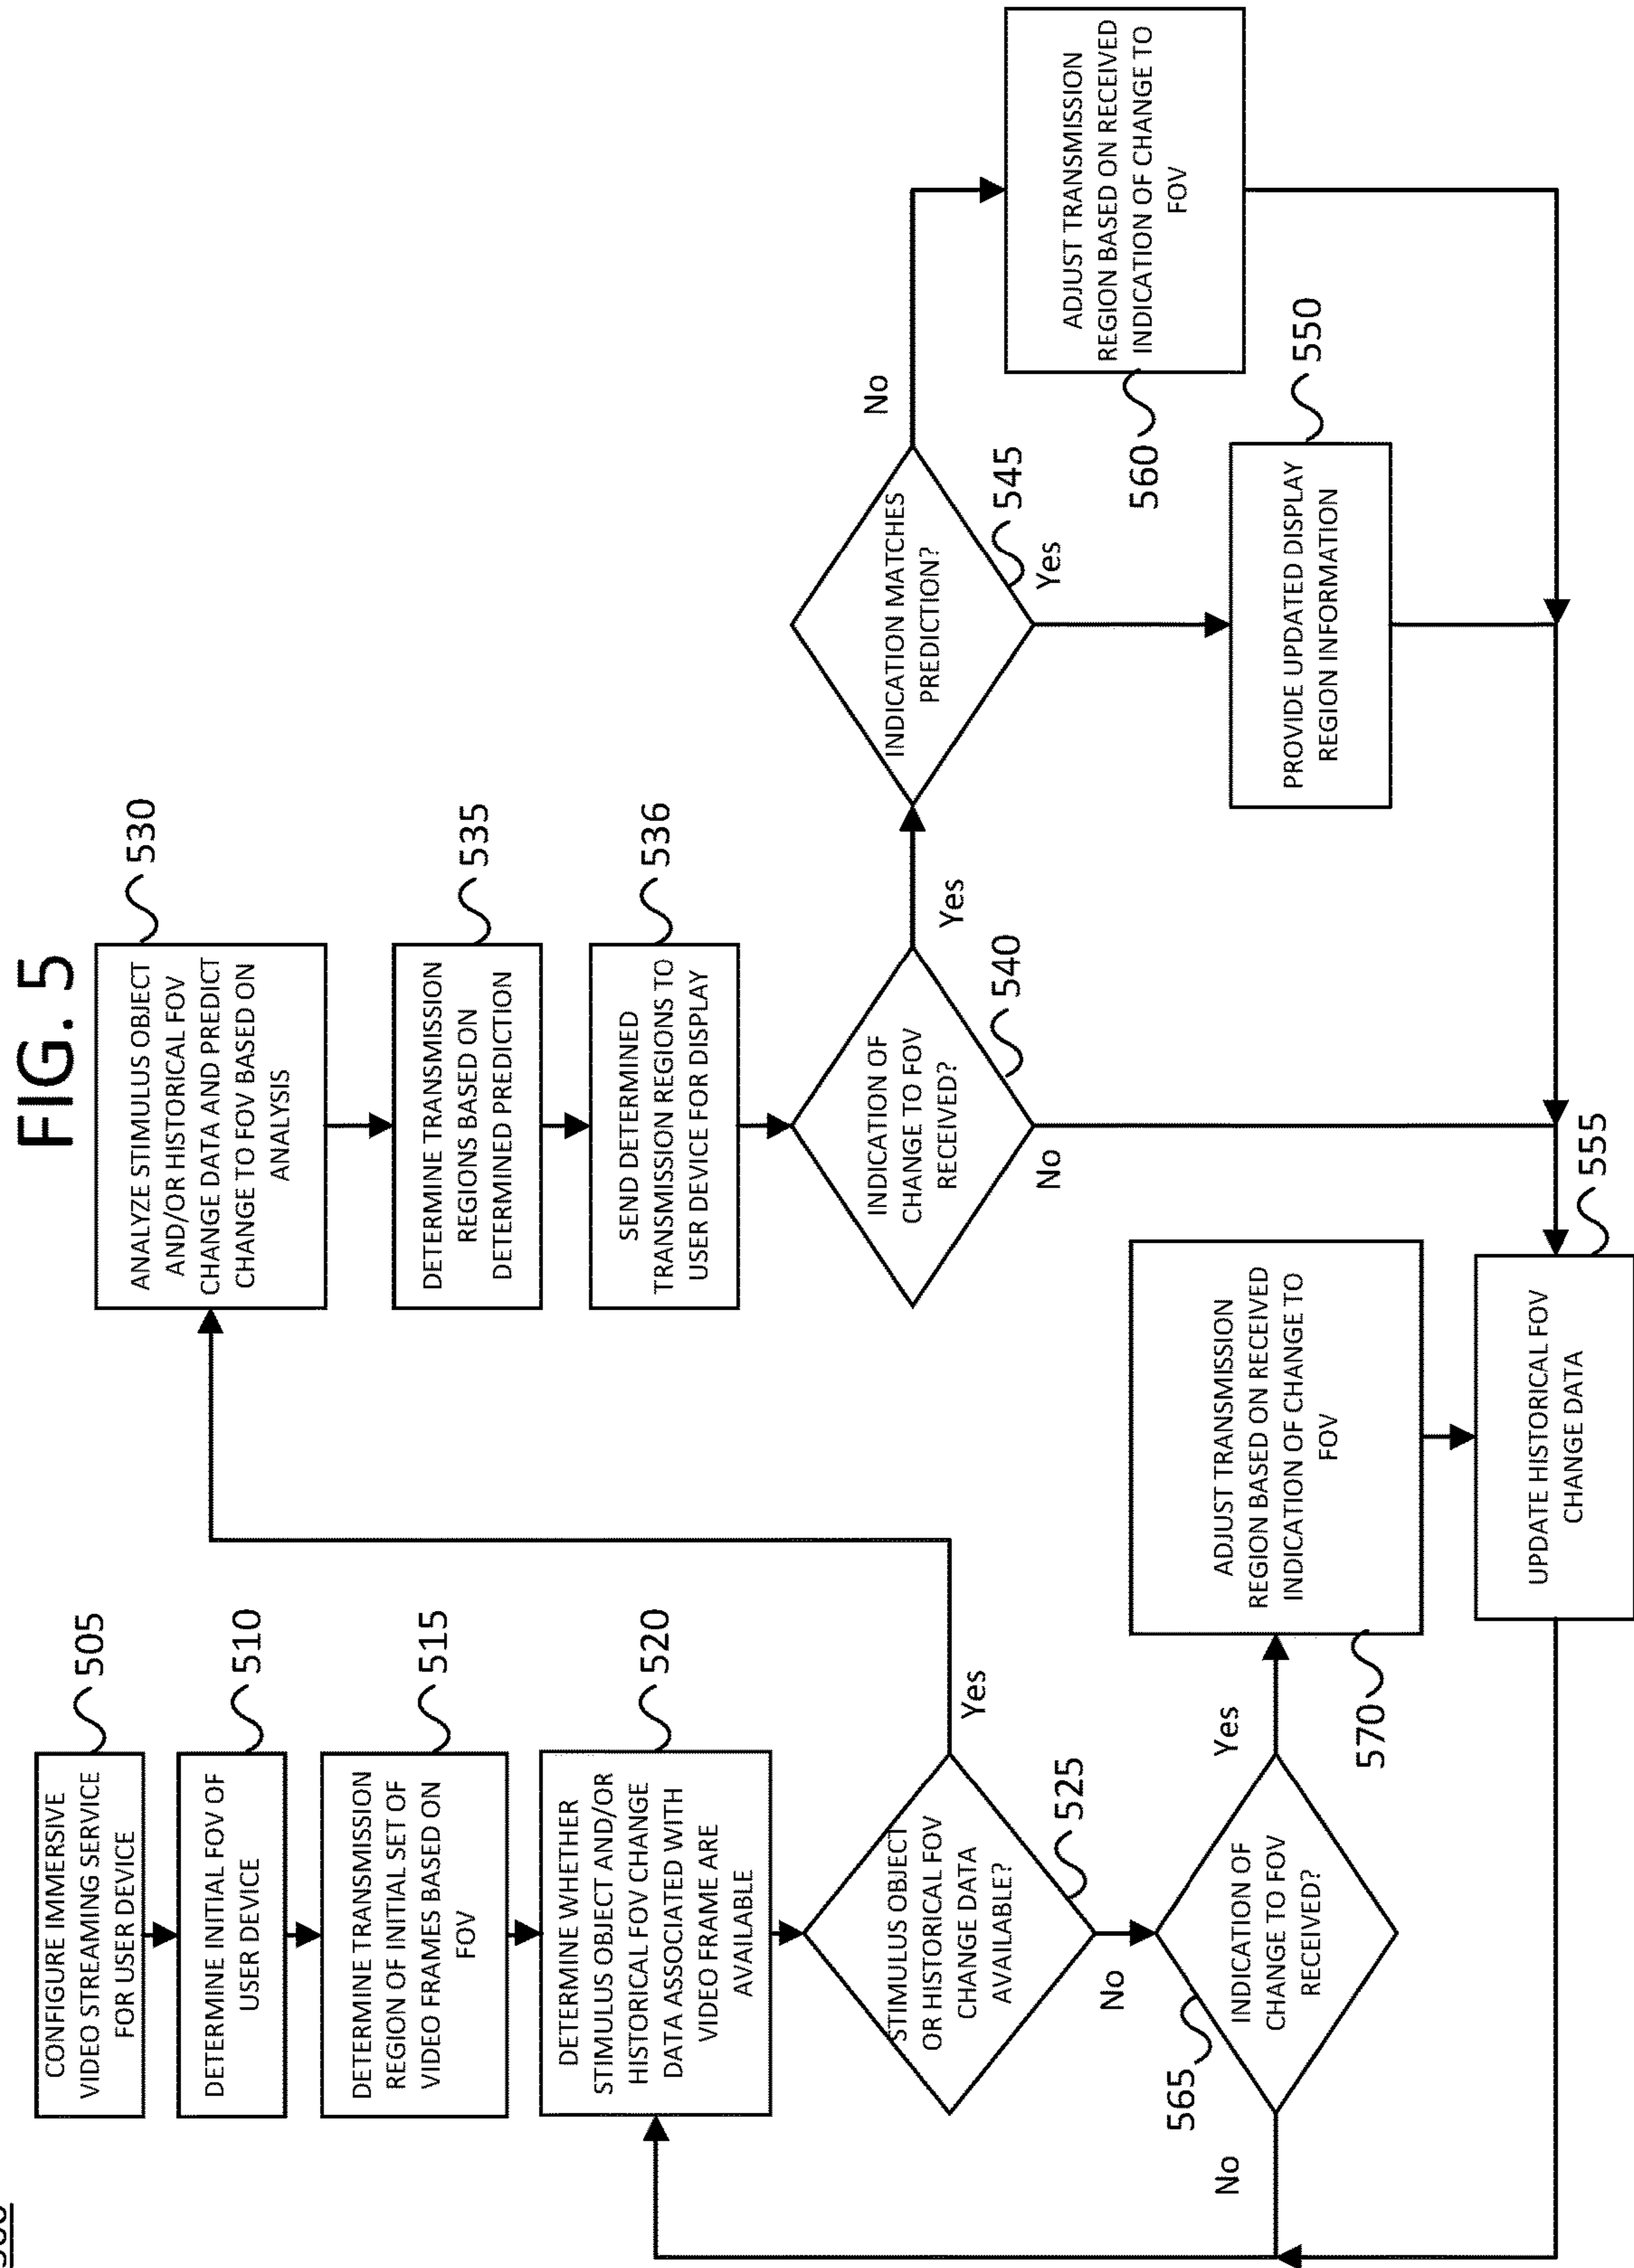 FIG. 5
CONFIGURE IMMERSIVE
VIDEO STREAMING SERVICE
FOR USER DEVICE
505
DETERMINE INITIAL FOV OF
USER DEVICE
510
DETERMINE TRANSMISSION
REGION OF INITIAL SET OF
VIDEO FRAMES BASED ON
FOV
515
DETERMINE WHETHER
STIMULUS OBJECT AND/OR
HISTORICAL FOV CHANGE
DATA ASSOCIATED WITH
VIDEO FRAME ARE
AVAILABLE
520
STIMULUS OBJECT
OR HISTORICAL FOV
CHANGE DATA
AVAILABLE?
525
Yes
No
INDICATION OF
CHANGE TO FOV
RECEIVED?
565
No
Yes
ADJUST TRANSMISSION
REGION BASED ON RECEIVED
INDICATION OF CHANGE TO
FOV
570
UPDATE HISTORICAL FOV
CHANGE DATA
555
ANALYZE STIMULUS OBJECT
AND/OR HISTORICAL FOV
CHANGE DATA AND PREDICT
CHANGE TO FOV BASED ON
ANALYSIS
530
DETERMINE TRANSMISSION
REGIONS BASED ON
DETERMINED PREDICTION
535
SEND DETERMINED
TRANSMISSION REGIONS TO
USER DEVICE FOR DISPLAY
536
INDICATION OF
CHANGE TO FOV
RECEIVED?
540
Yes
No
INDICATION MATCHES
PREDICTION?
545
No
Yes
PROVIDE UPDATED DISPLAY
REGION INFORMATION
550
ADJUST TRANSMISSION
REGION BASED ON RECEIVED
INDICATION OF CHANGE TO
FOV
560